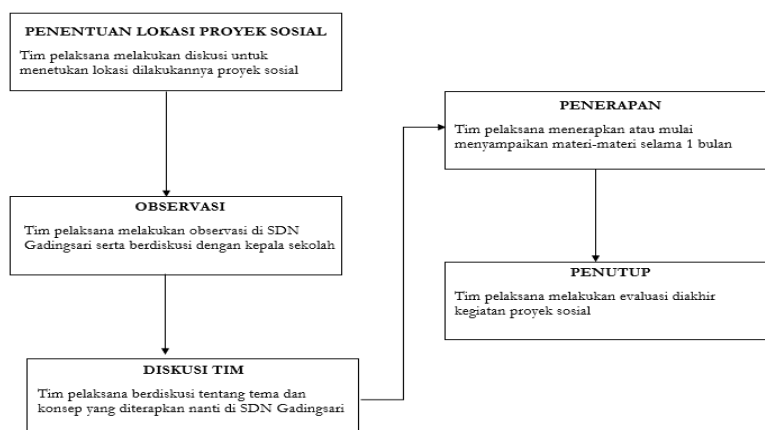 PENENTUAN LOKASI PROYEK SOSIAL
Tim pelaksana melakukan diskusi untuk
menetukan lokasi dilakukannya proyek sosial
OBSERVASI
Tim pelaksana melakukan observasi di SDN
Gadingsari serta berdiskusi dengan kepala sekolah
DISKUSI TIM
Tim pelaksana berdiskusi tentang tema dan
konsep yang diterapkan nanti di SDN Gadingsari
PENERAPAN
Tim pelaksana menerapkan atau mulai
menyampaikan materi-materi selama 1 bulan
PENUTUP
Tim pelaksana melakukan evaluasi diakhir
kegiatan proyek sosial